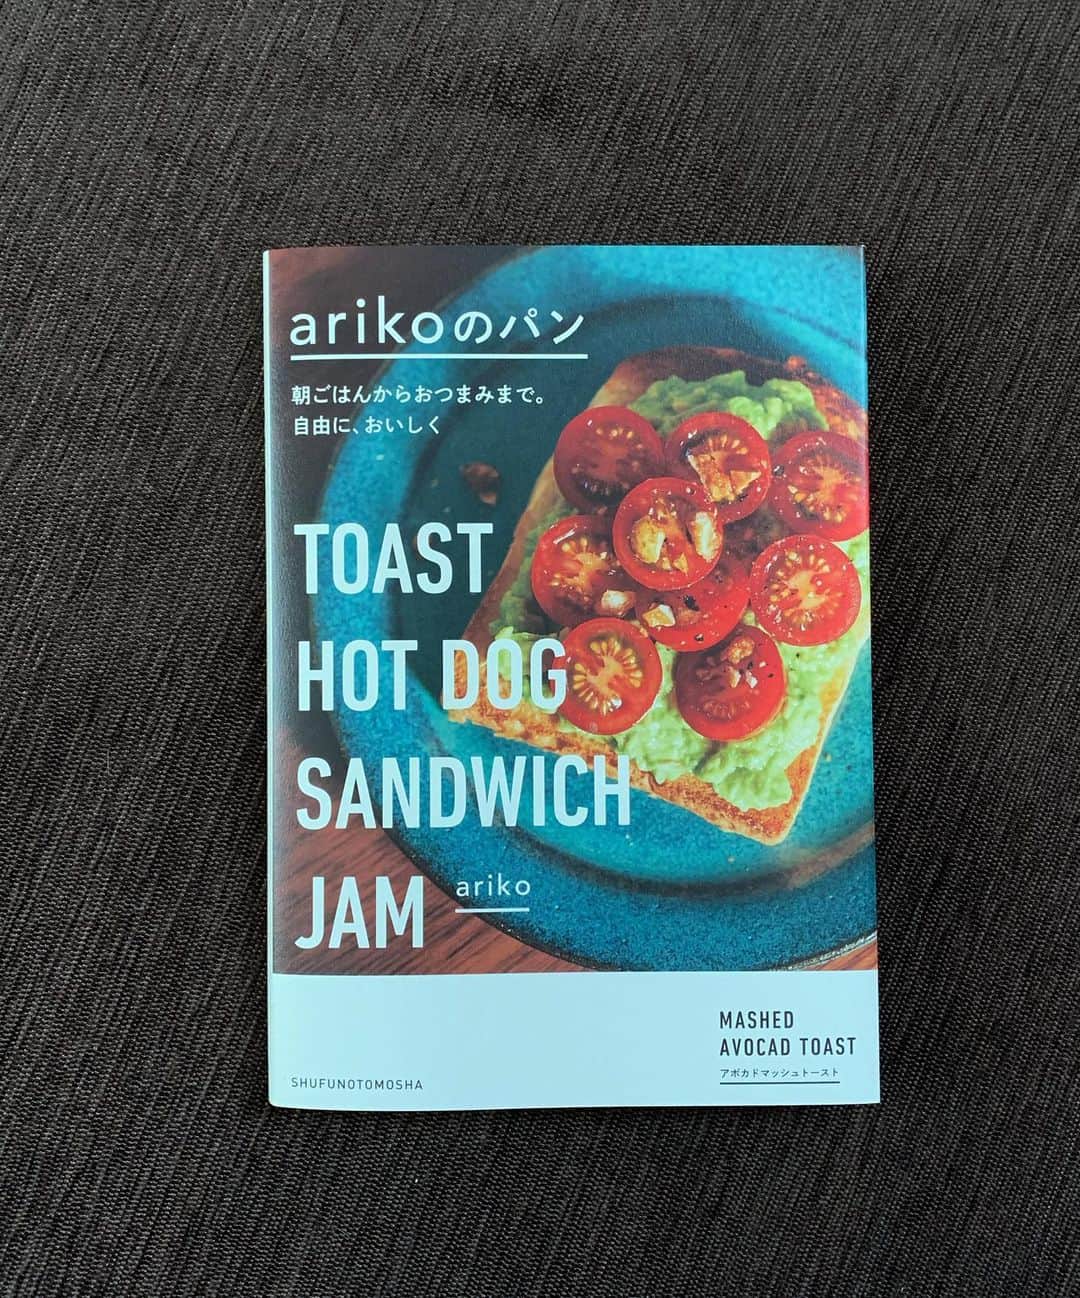 arikoのパン
朝ごはんからおつまみまで。
自由に、おいしく
TOAST
HOT DOG
SANDWICH
JAM
ariko
MASHED
AVOCAD TOAST
アボカドマッシュトースト
SHUFUNOTOMOSHA